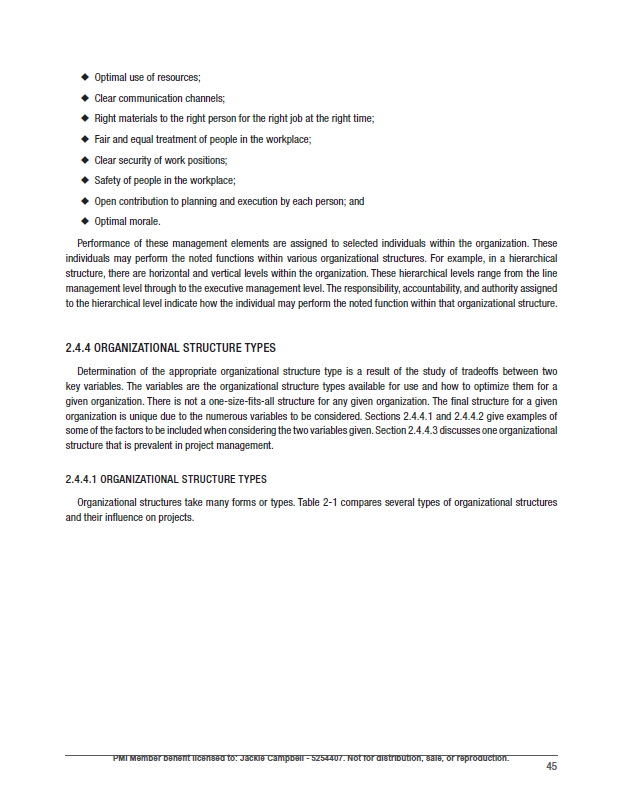 ◆ Optimal use of resources;
◆ Clear communication channels;
◆ Right materials to the right person for the right job at the right time;
◆ Fair and equal treatment of people in the workplace;
◆ Clear security of work positions;
◆ Safety of people in the workplace;
◆ Open contribution to planning and execution by each person; and
◆ Optimal morale.
Performance of these management elements are assigned to selected individuals within the organization. These
individuals may perform the noted functions within various organizational structures. For example, in a hierarchical
structure, there are horizontal and vertical levels within the organization. These hierarchical levels range from the line
management level through to the executive management level. The responsibility, accountability, and authority assigned
to the hierarchical level indicate how the individual may perform the noted function within that organizational structure.
2.4.4 ORGANIZATIONAL STRUCTURE TYPES
Determination of the appropriate organizational structure type is a result of the study of tradeoffs between two
key variables. The variables are the organizational structure types available for use and how to optimize them for a
given organization. There is not a one-size-fits-all structure for any given organization. The final structure for a given
organization is unique due to the numerous variables to be considered. Sections 2.4.4.1 and 2.4.4.2 give examples of
some of the factors to be included when considering the two variables given. Section 2.4.4.3 discusses one organizational
structure that is prevalent in project management.
2.4.4.1 ORGANIZATIONAL STRUCTURE TYPES
Organizational structures take many forms or types. Table 2-1 compares several types of organizational structures
and their influence on projects.
PMI Member benefit licensed to: Jackie Campbell - 5254407. Not for distribution, sale, or reproduction.
45